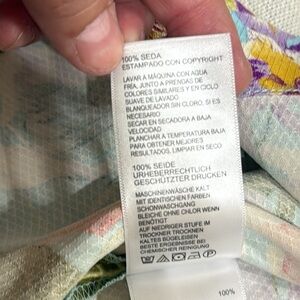 100% SEDA
ESTAMPADO CON COPYRIGHT
LAVAR A MÁQUINA CON AGUA
FRÍA, JUNTO A PRENGAS DE
COLORES SIMILARES Y EN CICLO
SUAVE DE LAVADO
BLANQUEADOR SIN CLORO, SI ES
NECESARIO
SECAR EN SECADORA A BAJA
VELOCIDAD
PLANCHAR A TEMPERATURA BAJA
PARA OBTENER MEJORES
RESULTADOS, LIMPIAR EN SECO
100% SEIDE
URHEBERRECHTLICH
GESCHÜTZTER DRUCKEN
MASCHINENWÄSCHE KALT
MIT IDENTISCHEN FARBEN
SCHONWASCHGANG
BLEICHE OHNE CHLOR WENN
BENÖTIGT
AUF NIEDRIGER STUFE IM
TROCKNER TROCKNEN
KALTES BÜGELEISEN
BESTE ERGEBNISSE BEI
CHEMISCHER REINIGUNG
100%